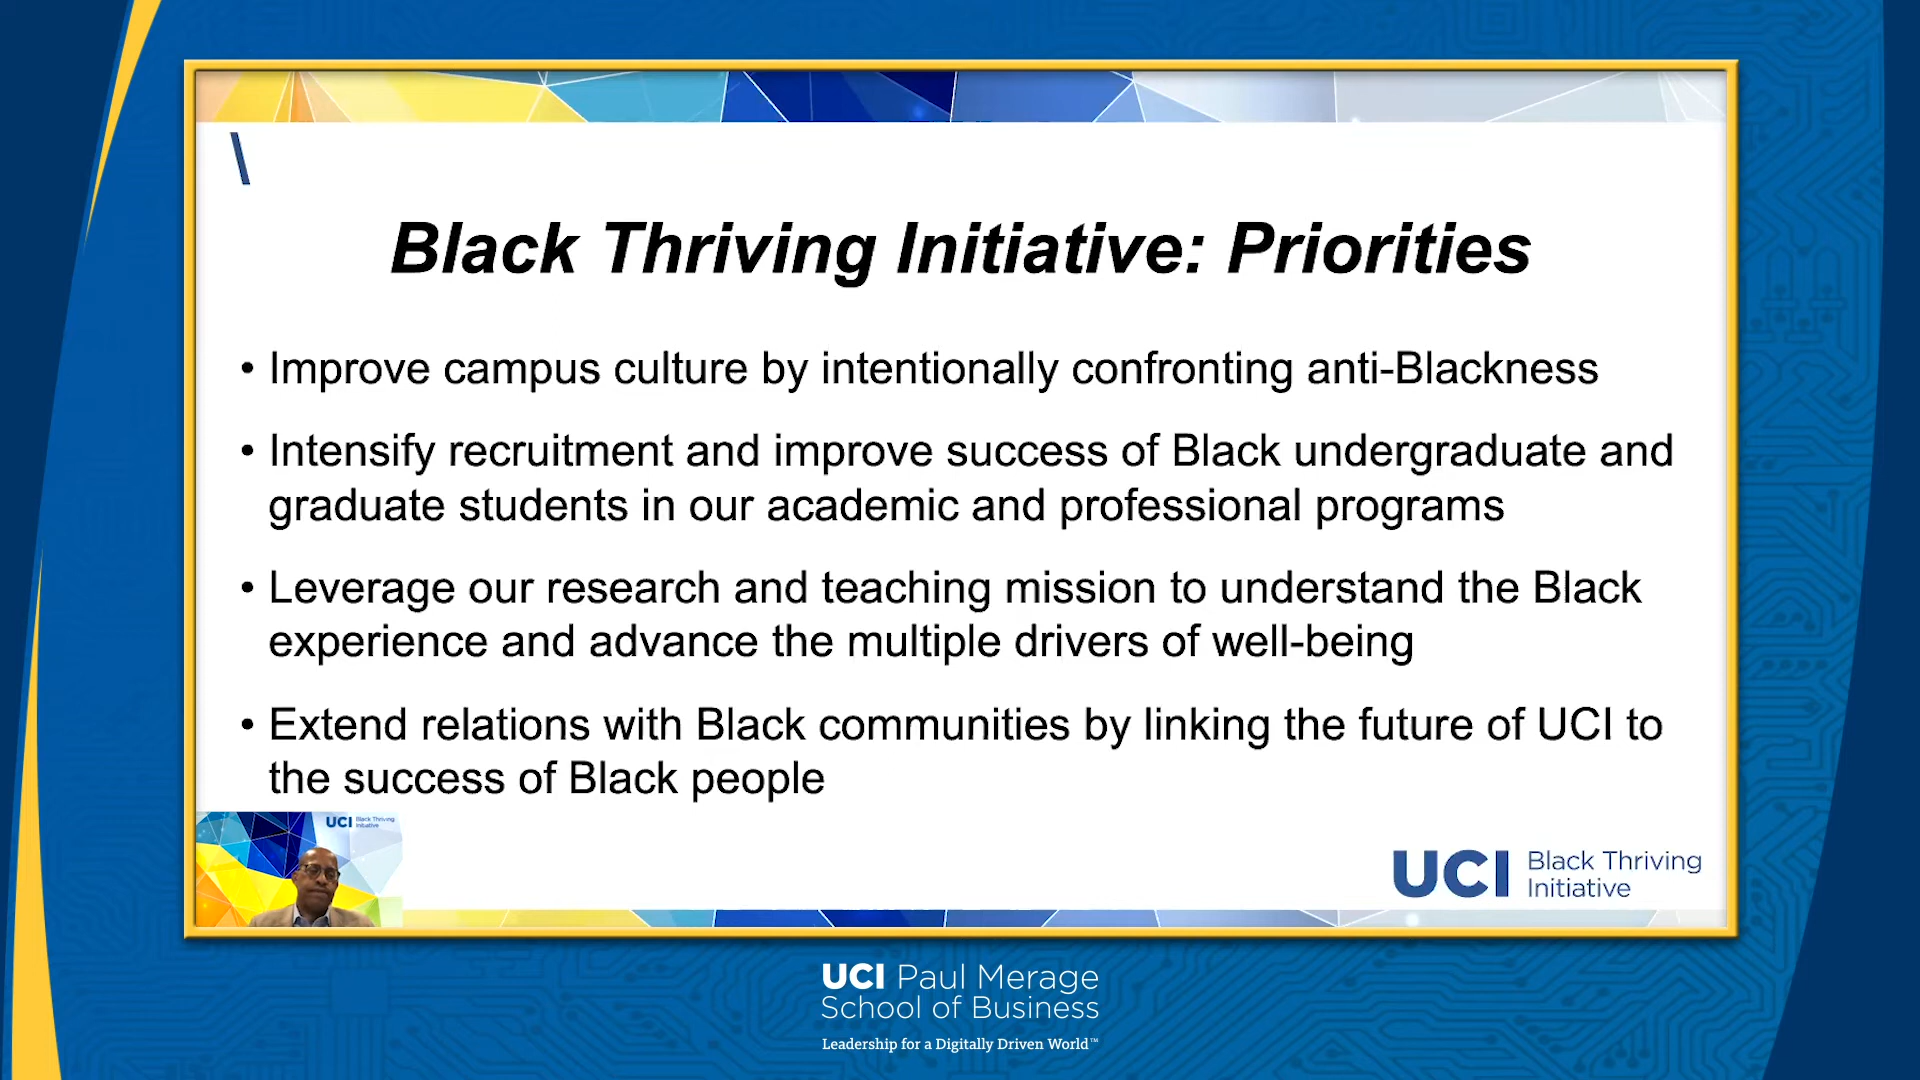 \
Black Thriving Initiative: Priorities
• Improve campus culture by intentionally confronting anti-Blackness
• Intensify recruitment and improve success of Black undergraduate and
graduate students in our academic and professional programs
• Leverage our research and teaching mission to understand the Black
experience and advance the multiple drivers of well-being
• Extend relations with Black communities by linking the future of UCI to
the success of Black people
UCI Black Thriving
Initiative
UCI Black Thriving
Initiative
UCI Paul Merage
School of Business
Leadership for a Digitally Driven World™